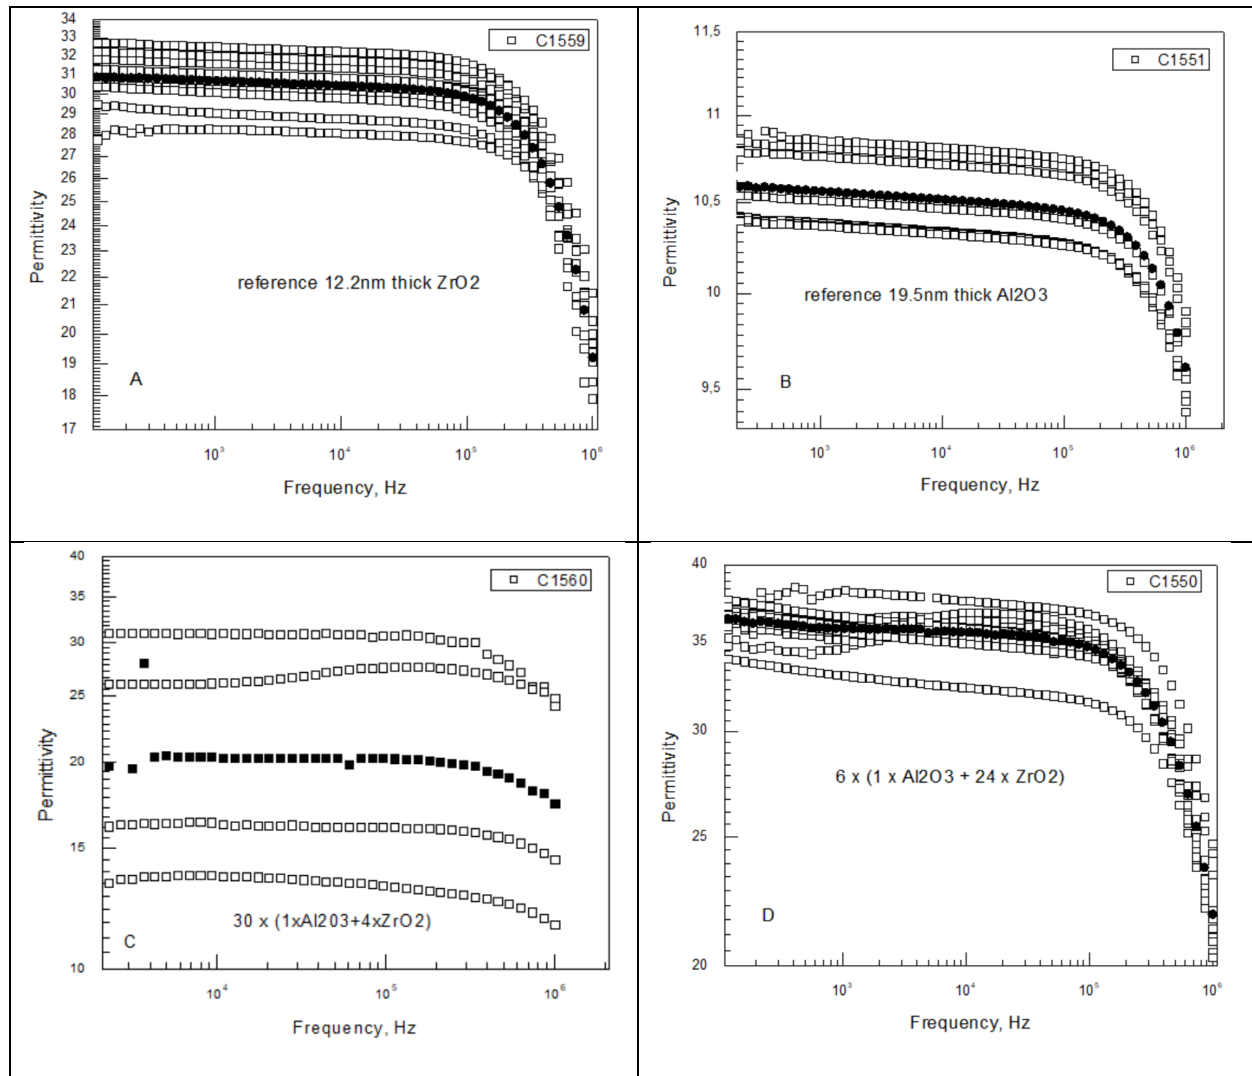 34
33
32
31
30
29
28
27
26
25
24
23
22
21
20
19
18
17
Permittivity
C1559
reference 12.2nm thick ZrO2
A
10³
10⁴
10⁵
10⁶
Frequency, Hz
11,5
11
10,5
10
9,5
Permittivity
C1551
reference 19.5nm thick Al2O3
B
10³
10⁴
10⁵
10⁶
Frequency, Hz
40
35
30
25
20
15
10
Permittivity
C1560
30 x (1xAl203+4xZrO2)
C
10⁴
10⁵
10⁶
Frequency, Hz
40
35
30
25
20
Permittivity
C1550
6 x (1 x Al2O3 + 24 x ZrO2)
D
10³
10⁴
10⁵
10⁶
Frequency, Hz